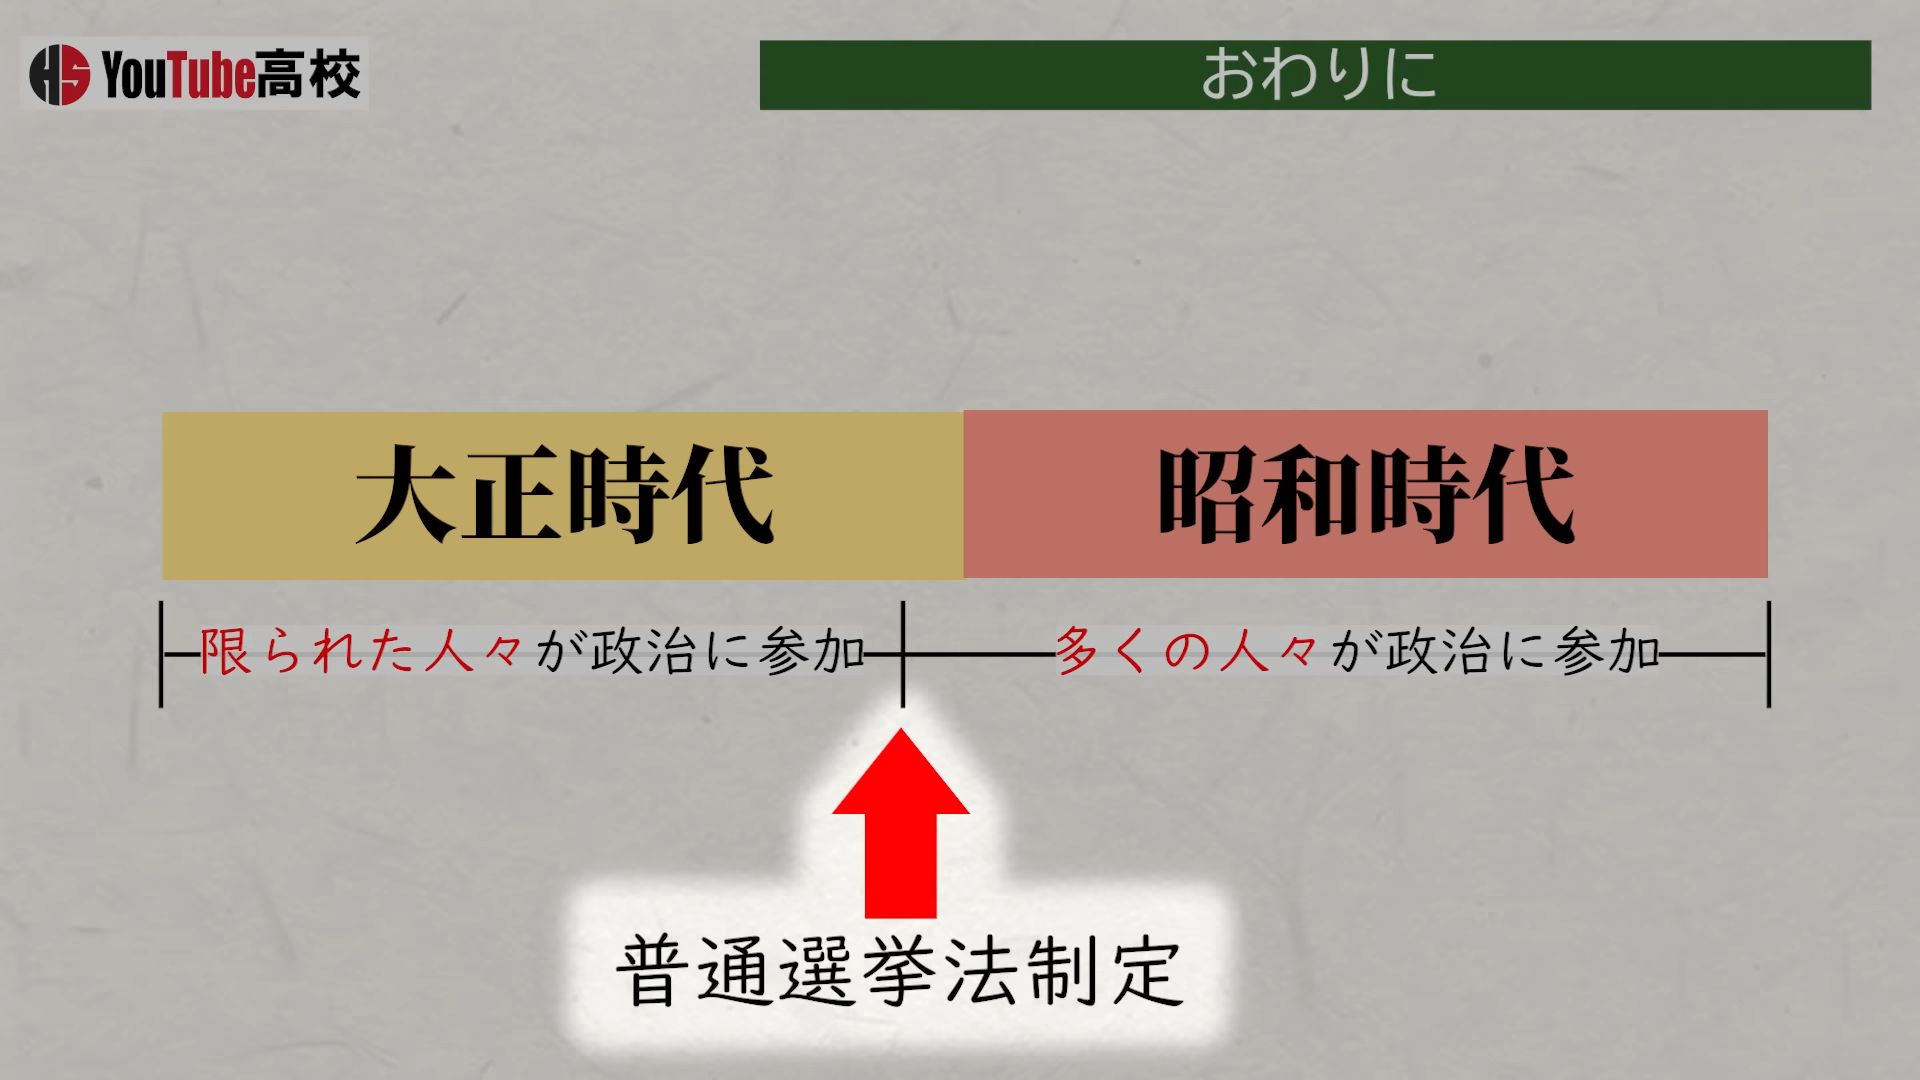 YouTube高校
おわりに
大正時代
昭和時代
限られた人々が政治に参加
多くの人々が政治に参加
普通選挙法制定